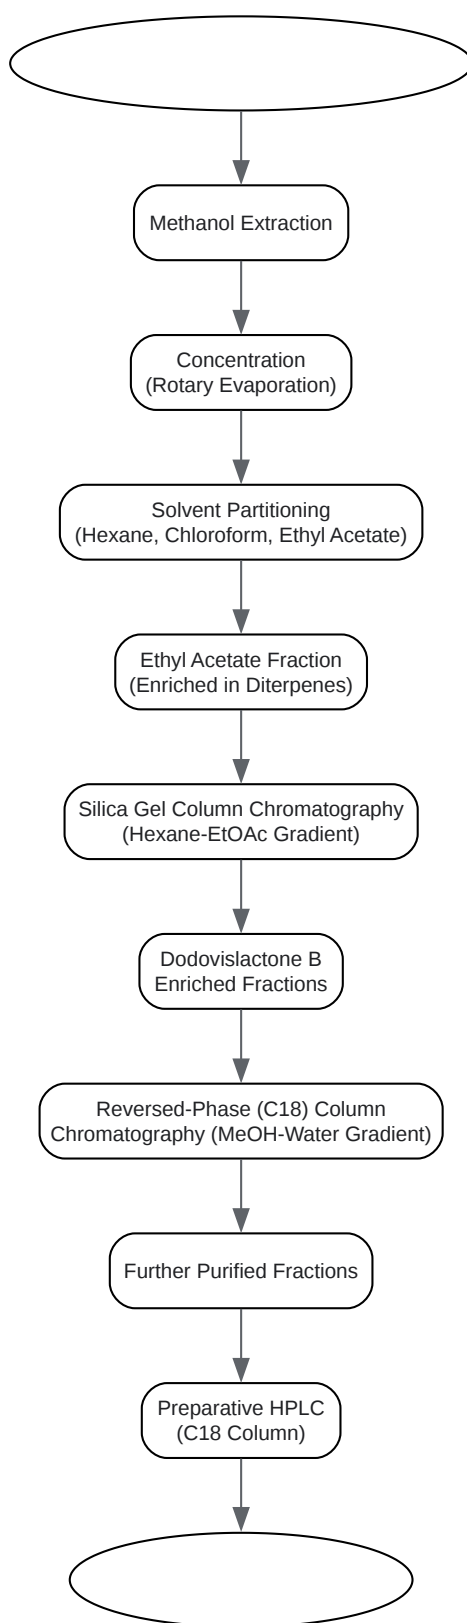 Methanol Extraction
Concentration
(Rotary Evaporation)
Solvent Partitioning
(Hexane, Chloroform, Ethyl Acetate)
Ethyl Acetate Fraction
(Enriched in Diterpenes)
Silica Gel Column Chromatography
(Hexane-EtOAc Gradient)
Dodovislactone B
Enriched Fractions
Reversed-Phase (C18) Column
Chromatography (MeOH-Water Gradient)
Further Purified Fractions
Preparative HPLC
(C18 Column)